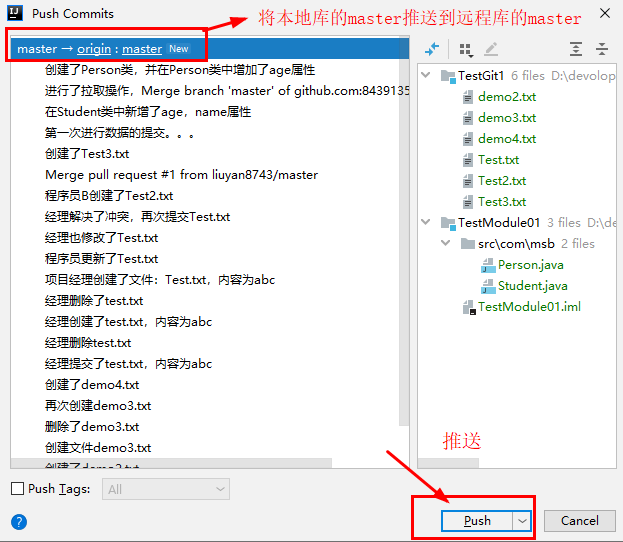 Push Commits
将本地库的master推送到远程库的master
master → origin : master New
创建了Person类，并在Person类中增加了age属性
进行了拉取操作，Merge branch 'master' of github.com:8439135
在Student类中新增了age，name属性
第一次进行数据的提交。。。
创建了Test3.txt
Merge pull request #1 from liuyan8743/master
程序员B创建了Test2.txt
经理解决了冲突，再次提交Test.txt
经理也修改了Test.txt
程序员更新了Test.txt
项目经理创建了文件：Test.txt，内容为abc
经理删除了test.txt
经理创建了test.txt，内容为abc
经理删除test.txt
经理提交了test.txt，内容为abc
创建了demo4.txt
再次创建demo3.txt
删除了demo3.txt
创建文件demo3.txt
创建了demo2.txt
TestGit1 6 files D:\devolop
demo2.txt
demo3.txt
demo4.txt
Test.txt
Test2.txt
Test3.txt
TestModule01 3 files D:\de
src\com\msb 2 files
Person.java
Student.java
TestModule01.iml
推送
Push Tags: All
? Push Cancel